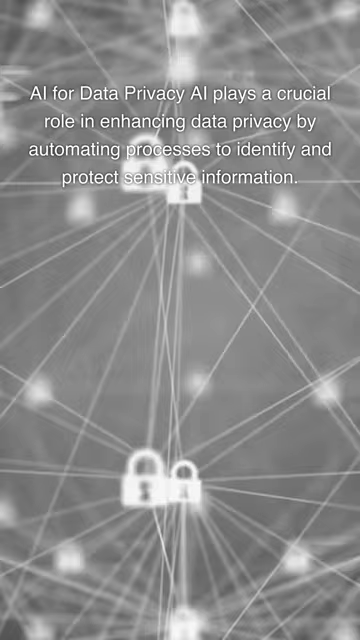 AI for Data Privacy AI plays a crucial
role in enhancing data privacy by
automating processes to identify and
protect sensitive information.